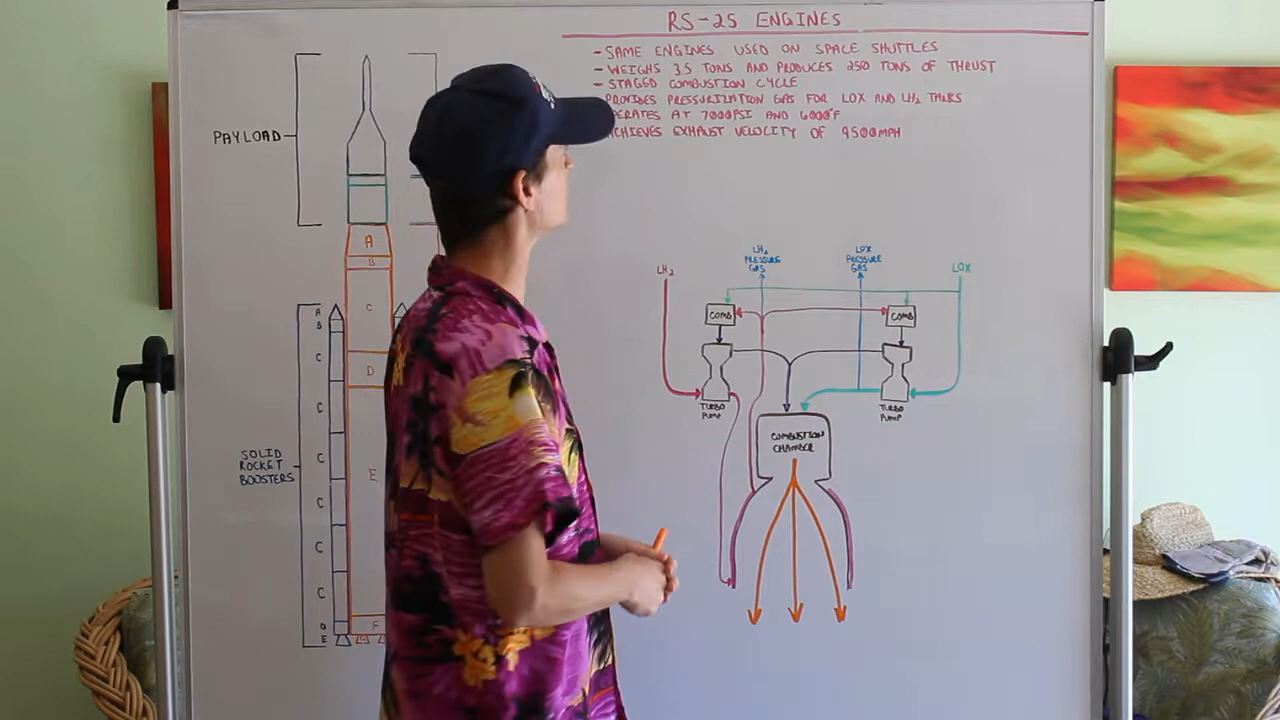 RS-25 ENGINES
- SAME ENGINES USED ON SPACE SHUTTLES
- WEIGHS 3.5 TONS AND PRODUCES 250 TONS OF THRUST
- STAGED COMBUSTION CYCLE
PROVIDES PRESSURIZATION GAS FOR LOX AND LH₂ TANKS
OPERATES AT 7000PSI AND 6000°F
ACHIEVES EXHAUST VELOCITY OF 9500MPH
PAYLOAD
A
B
C
D
E
F
A
B
C
C
C
C
C
C
D
E
SOLID
ROCKET
BOOSTERS
LH₂
LH₂
PRESSURE
GAS
LOX
PRESSURE
GAS
LOX
COMB
COMB
TURBO
PUMP
TURBO
PUMP
COMBUSTION
CHAMBER